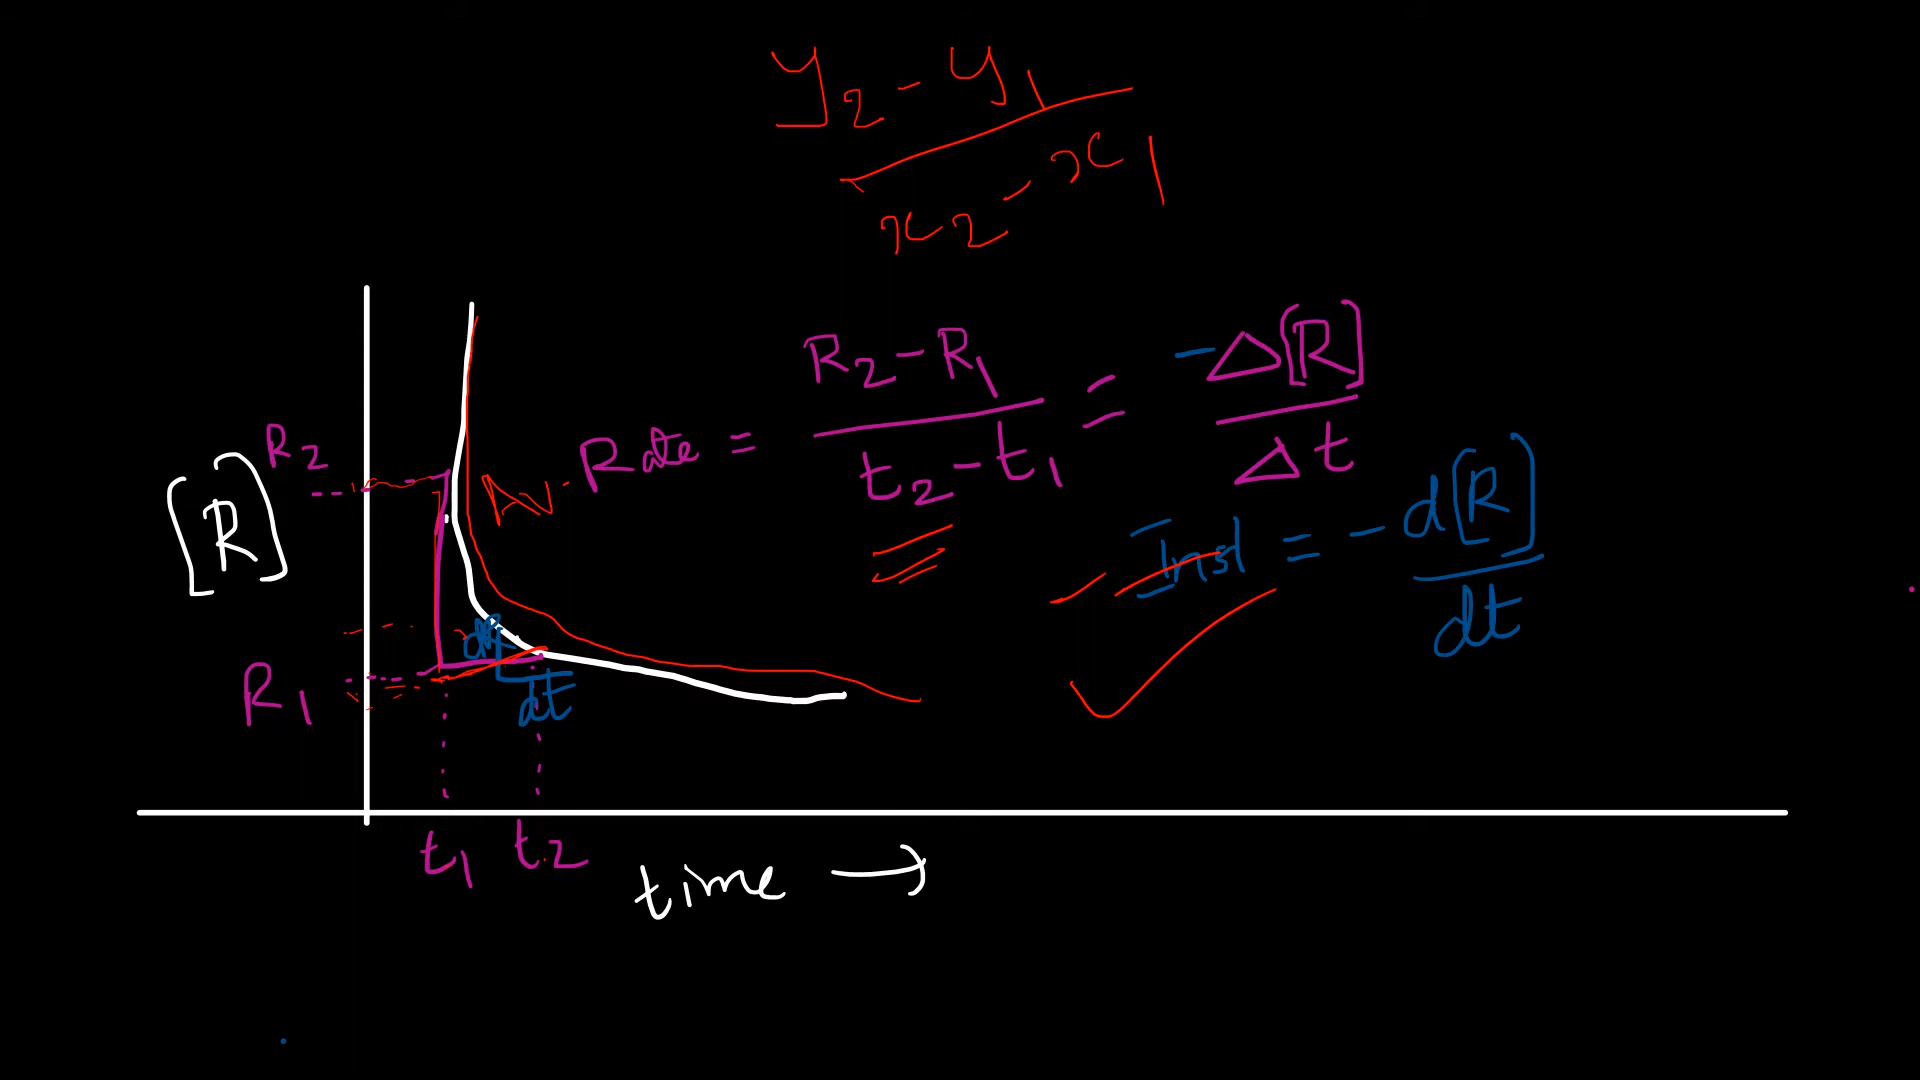 y2 - y1
x2 - x1
Av. Rate = R2 - R1 / t2 - t1 = -Δ[R] / Δt
Inst = - d[R] / dt
[R]
R2
R1
dr
dt
t1 t2
time →